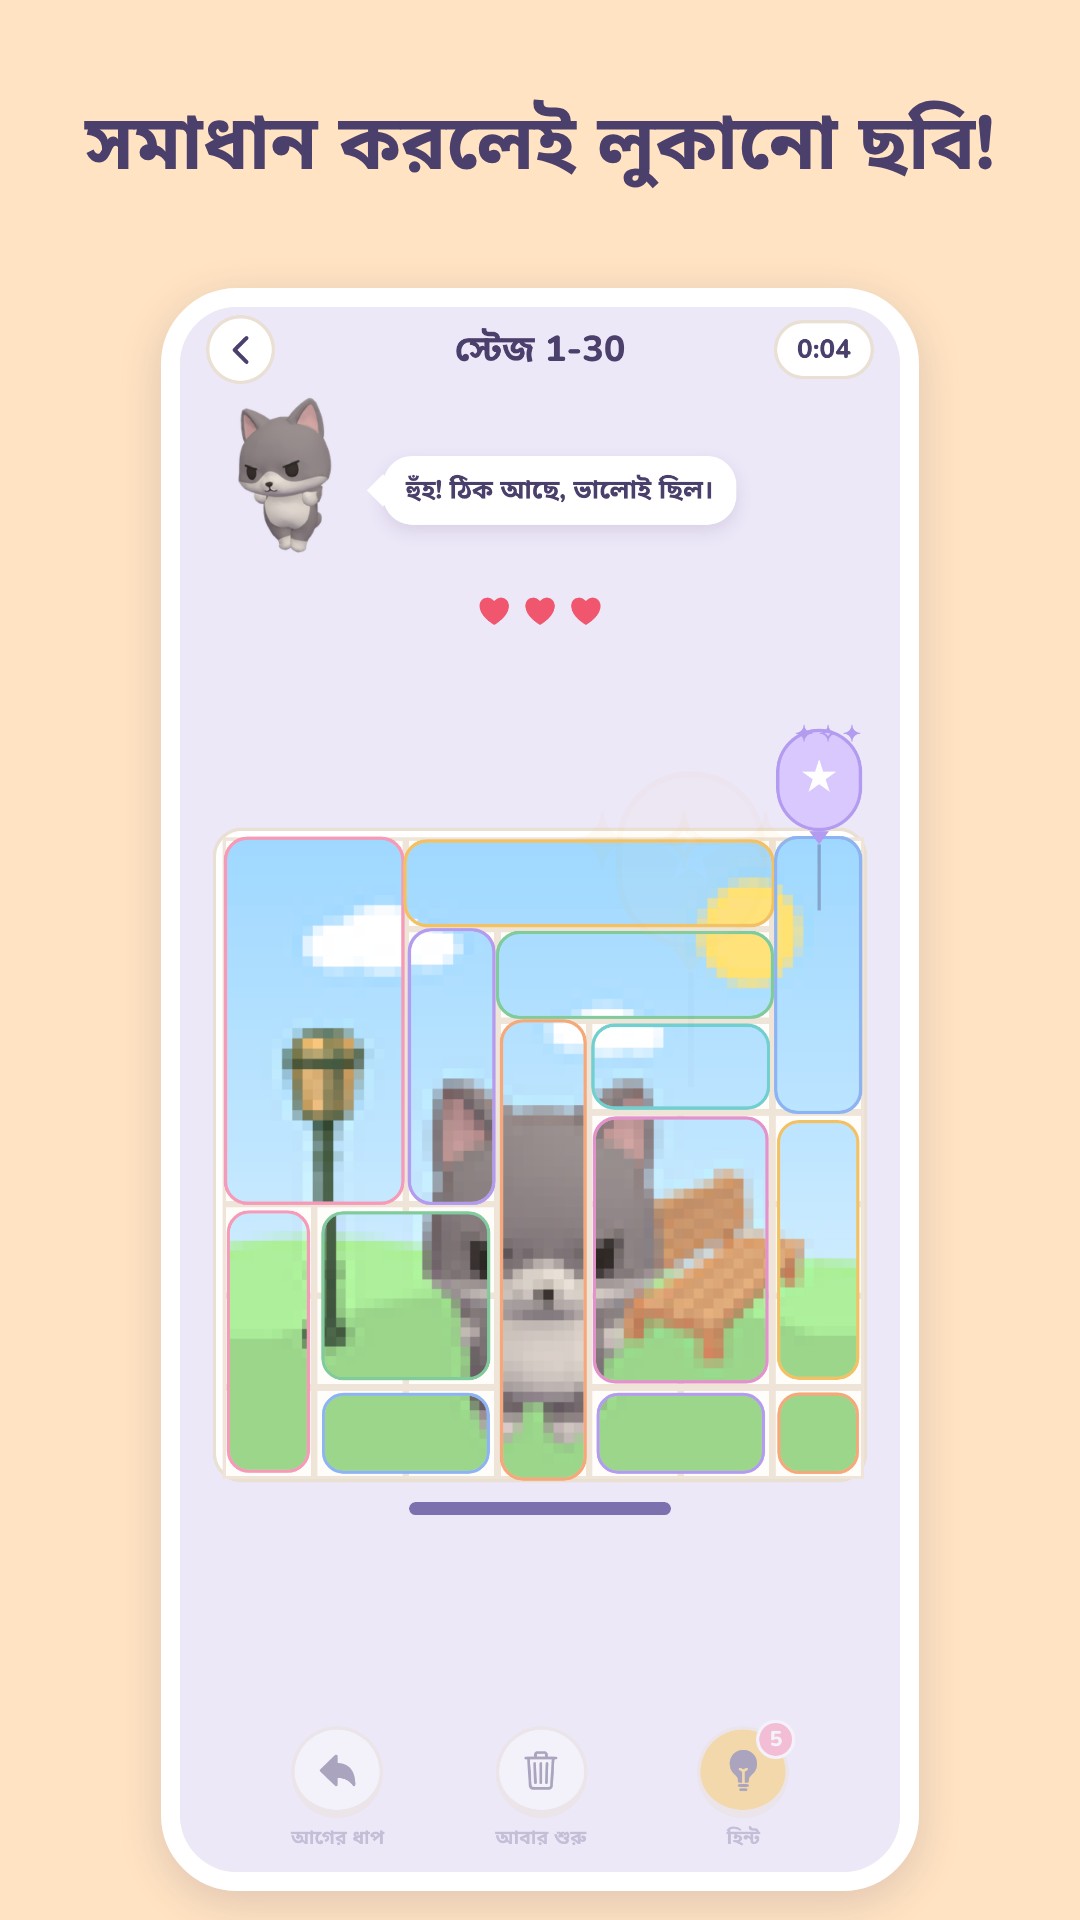 সমাধান করলেই লুকানো ছবি!
স্টেজ 1-30
0:04
হুঁহ! ঠিক আছে, ভালোই ছিল।
5
আগের ধাপ
আবার শুরু
হিন্ট